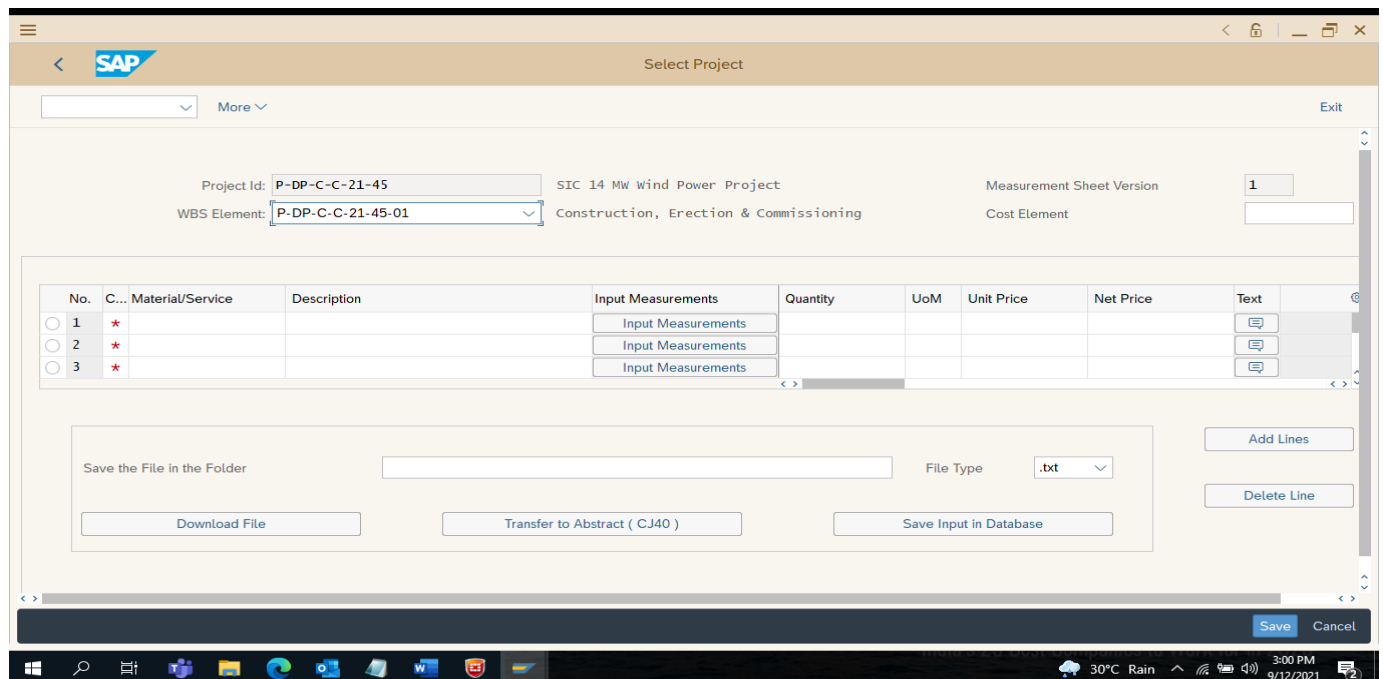 SAP
Select Project
More
Exit
Project Id: P-DP-C-C-21-45 SIC 14 MW Wind Power Project Measurement Sheet Version 1
WBS Element: P-DP-C-C-21-45-01 Construction, Erection & Commissioning Cost Element
No. C... Material/Service Description Input Measurements Quantity UoM Unit Price Net Price Text
1 * Input Measurements
2 * Input Measurements
3 * Input Measurements
Add Lines
Save the File in the Folder File Type .txt
Delete Line
Download File Transfer to Abstract ( CJ40 ) Save Input in Database
Save Cancel
30°C Rain 3:00 PM
9/12/2021 2